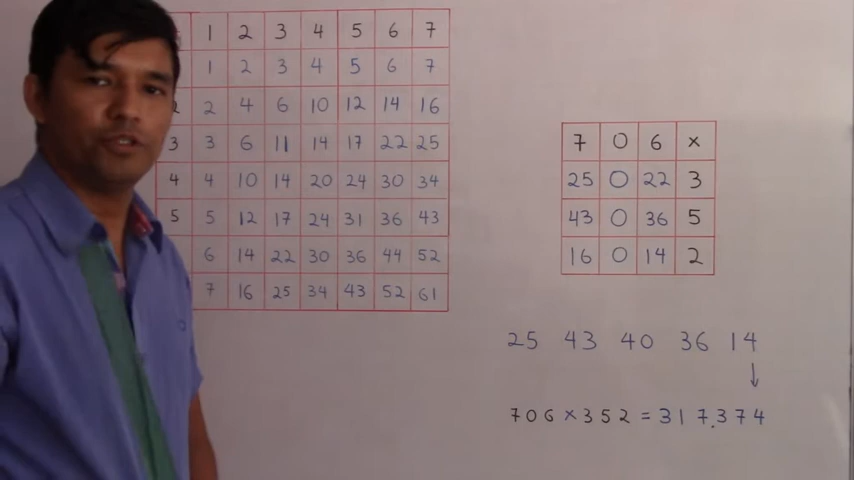 1 2 3 4 5 6 7
1 2 3 4 5 6 7
2 2 4 6 10 12 14 16
3 3 6 11 14 17 22 25
4 4 10 14 20 24 30 34
5 5 12 17 24 31 36 43
6 14 22 30 36 44 52
7 16 25 34 43 52 61
7 0 6 ×
25 0 22 3
43 0 36 5
16 0 14 2
25 43 40 36 14
↓
706 × 352 = 317.374